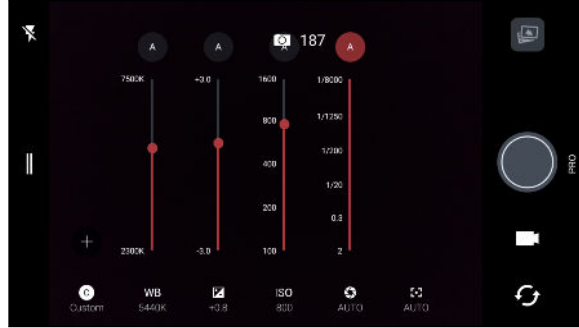 A A A 187 A
7500K +3.0 1600 1/8000
800 1/1250
400 1/200
1/20
200
0.3
2300K -3.0 100 2
PRO
C WB ISO
Custom 5440K +0.8 800 AUTO AUTO